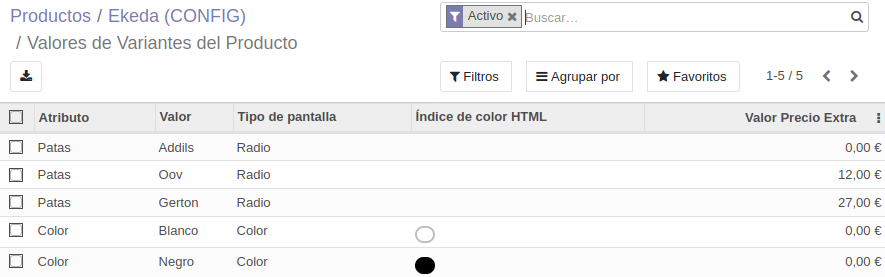 Productos / Ekeda (CONFIG)
/ Valores de Variantes del Producto
Activo ✖ Buscar...
Filtros Agrupar por Favoritos 1-5 / 5
Atributo Valor Tipo de pantalla Índice de color HTML Valor Precio Extra
Patas Addils Radio 0,00 €
Patas Oov Radio 12,00 €
Patas Gerton Radio 27,00 €
Color Blanco Color 0,00 €
Color Negro Color 0,00 €